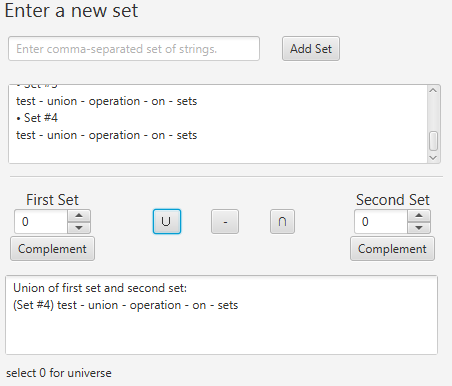 Enter a new set
Enter comma-separated set of strings.
Add Set
• Set #3
test - union - operation - on - sets
• Set #4
test - union - operation - on - sets
First Set
Second Set
0
∪
-
∩
0
Complement
Complement
Union of first set and second set:
(Set #4) test - union - operation - on - sets
select 0 for universe